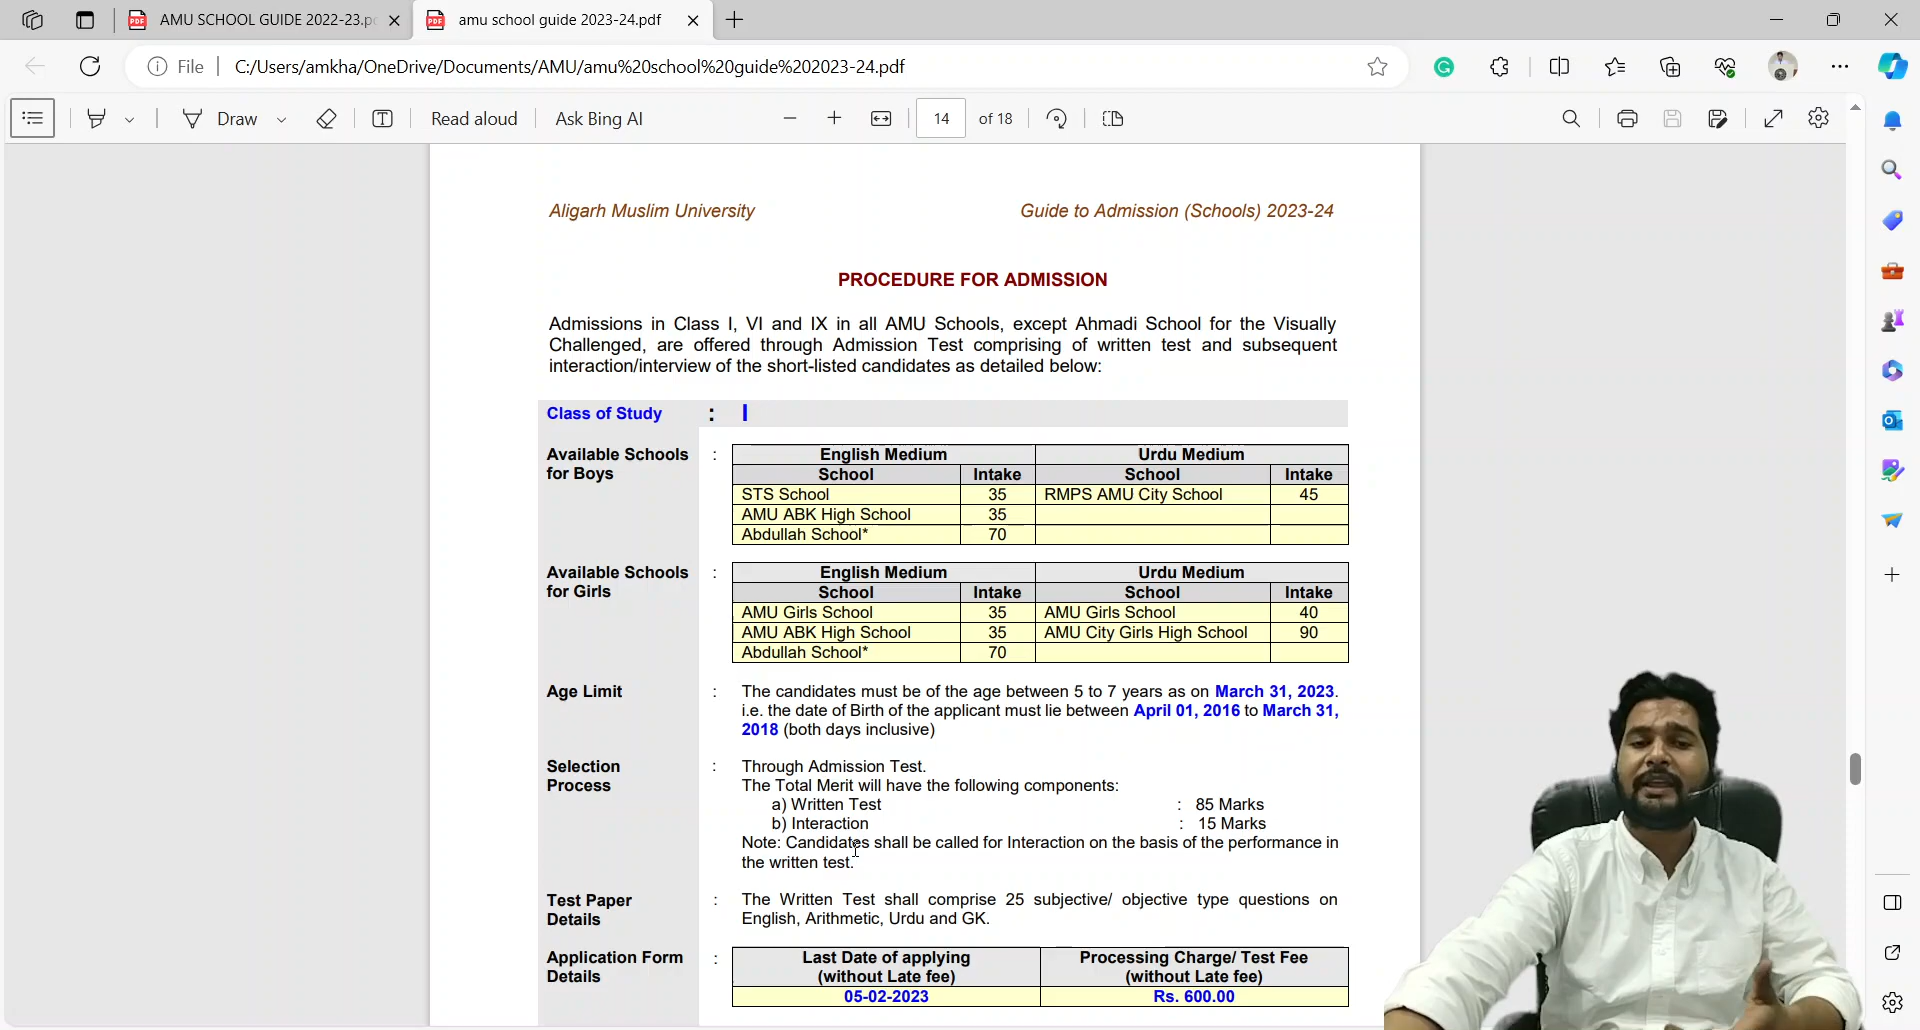 AMU SCHOOL GUIDE 2022-23.p
amu school guide 2023-24.pdf
File
C:/Users/amkha/OneDrive/Documents/AMU/amu%20school%20guide%202023-24.pdf
Draw
Read aloud
Ask Bing AI
14 of 18
Aligarh Muslim University
Guide to Admission (Schools) 2023-24
PROCEDURE FOR ADMISSION
Admissions in Class I, VI and IX in all AMU Schools, except Ahmadi School for the Visually
Challenged, are offered through Admission Test comprising of written test and subsequent
interaction/interview of the short-listed candidates as detailed below:
Class of Study : I
Available Schools
for Boys
:
English Medium Urdu Medium
School Intake School Intake
STS School 35 RMPS AMU City School 45
AMU ABK High School 35
Abdullah School* 70
Available Schools
for Girls
:
English Medium Urdu Medium
School Intake School Intake
AMU Girls School 35 AMU Girls School 40
AMU ABK High School 35 AMU City Girls High School 90
Abdullah School* 70
Age Limit : The candidates must be of the age between 5 to 7 years as on March 31, 2023.
i.e. the date of Birth of the applicant must lie between April 01, 2016 to March 31,
2018 (both days inclusive)
Selection
Process
: Through Admission Test.
The Total Merit will have the following components:
a) Written Test : 85 Marks
b) Interaction : 15 Marks
Note: Candidates shall be called for Interaction on the basis of the performance in
the written test.
Test Paper
Details
: The Written Test shall comprise 25 subjective/ objective type questions on
English, Arithmetic, Urdu and GK.
Application Form
Details
:
Last Date of applying
(without Late fee)
Processing Charge/ Test Fee
(without Late fee)
05-02-2023 Rs. 600.00